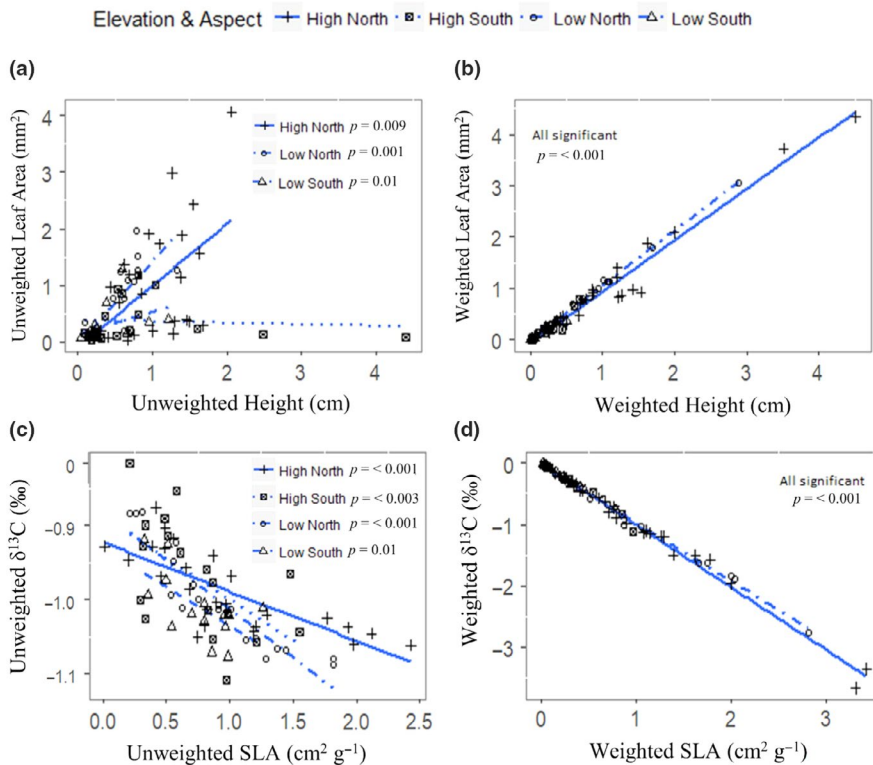 Elevation & Aspect High North High South Low North Low South
(a)
Unweighted Leaf Area (mm²)
4
3
2
1
0
High North p = 0.009
Low North p = 0.001
Low South p = 0.01
0 1 2 3 4
Unweighted Height (cm)
(b)
Weighted Leaf Area (mm²)
4
3
2
1
0
All significant
p = < 0.001
0 1 2 3 4
Weighted Height (cm)
(c)
Unweighted δ¹³C (‰)
0
−0.9
−1.0
−1.1
High North p = < 0.001
High South p = < 0.003
Low North p = < 0.001
Low South p = 0.01
0.0 0.5 1.0 1.5 2.0 2.5
Unweighted SLA (cm² g⁻¹)
(d)
Weighted δ¹³C (‰)
0
−1
−2
−3
All significant
p = < 0.001
0 1 2 3
Weighted SLA (cm² g⁻¹)